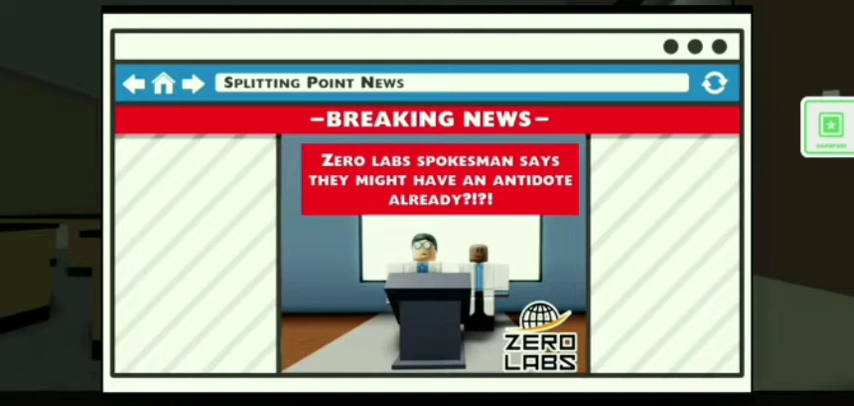 SPLITTING POINT NEWS
–BREAKING NEWS–
ZERO LABS SPOKESMAN SAYS
THEY MIGHT HAVE AN ANTIDOTE
ALREADY?!?!
ZERO
LABS